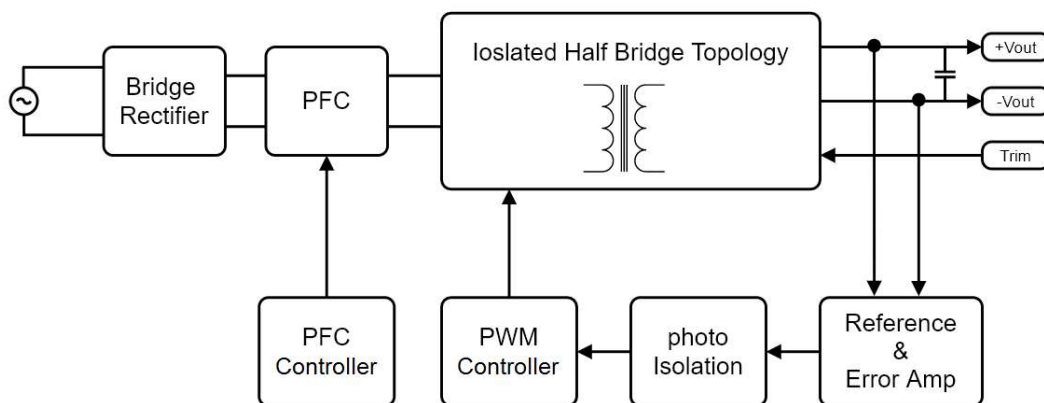 Ioslated Half Bridge Topology
+Vout
Bridge
Rectifier
PFC
-Vout
Trim
PFC
Controller
PWM
Controller
photo
Isolation
Reference
&
Error Amp